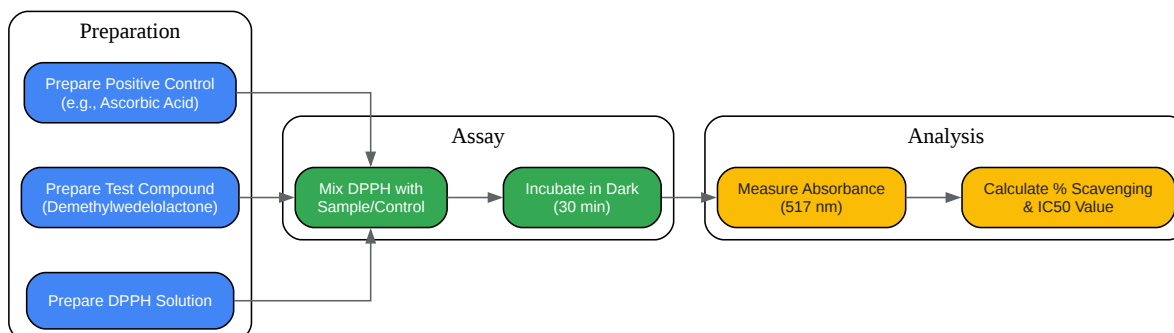 Preparation
Prepare Positive Control
(e.g., Ascorbic Acid)
Prepare Test Compound
(Demethylwedelolactone)
Prepare DPPH Solution
Assay
Mix DPPH with
Sample/Control
Incubate in Dark
(30 min)
Analysis
Measure Absorbance
(517 nm)
Calculate % Scavenging
& IC50 Value